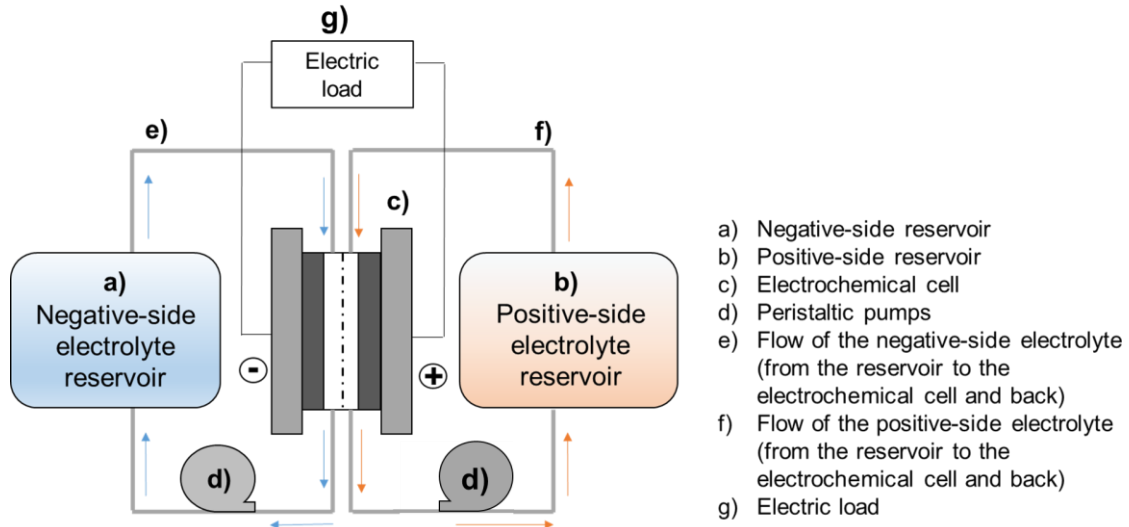 g)
Electric
load
e)
f)
c)
a)
Negative-side
electrolyte
reservoir
b)
Positive-side
electrolyte
reservoir
-
+
d)
d)
a) Negative-side reservoir
b) Positive-side reservoir
c) Electrochemical cell
d) Peristaltic pumps
e) Flow of the negative-side electrolyte
(from the reservoir to the
electrochemical cell and back)
f) Flow of the positive-side electrolyte
(from the reservoir to the
electrochemical cell and back)
g) Electric load